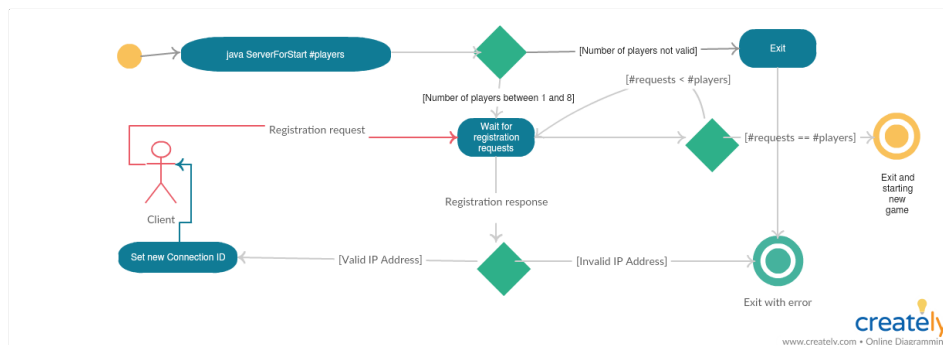 java ServerForStart #players
[Number of players not valid]
Exit
[#requests < #players]
[Number of players between 1 and 8]
Registration request
Wait for
registration
requests
[#requests == #players]
Exit and
starting
new
game
Registration response
Client
Set new Connection ID
[Valid IP Address]
[Invalid IP Address]
Exit with error
creately
www.creately.com • Online Diagramming